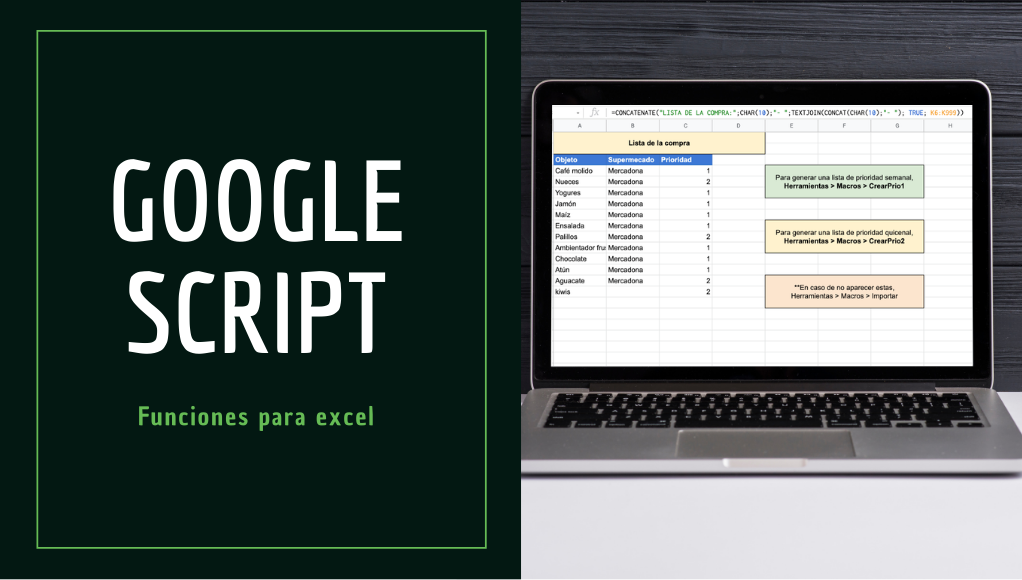 GOOGLE
SCRIPT
Funciones para excel
fx =CONCATENATE("LISTA DE LA COMPRA:";CHAR(10);"- ";TEXTJOIN(CONCAT(CHAR(10);"- "); TRUE; K6:K999))
A B C D E F G H
Lista de la compra
Objeto Supermecado Prioridad
Café molido Mercadona 1
Nueces Mercadona 2
Yogures Mercadona 1
Jamón Mercadona 1
Maíz Mercadona 1
Ensalada Mercadona 1
Palillos Mercadona 2
Ambientador fru Mercadona 1
Chocolate Mercadona 1
Atún Mercadona 1
Aguacate Mercadona 2
kiwis 2
Para generar una lista de prioridad semanal,
Herramientas > Macros > CrearPrio1
Para generar una lista de prioridad quicenal,
Herramientas > Macros > CrearPrio2
**En caso de no aparecer estas,
Herramientas > Macros > Importar